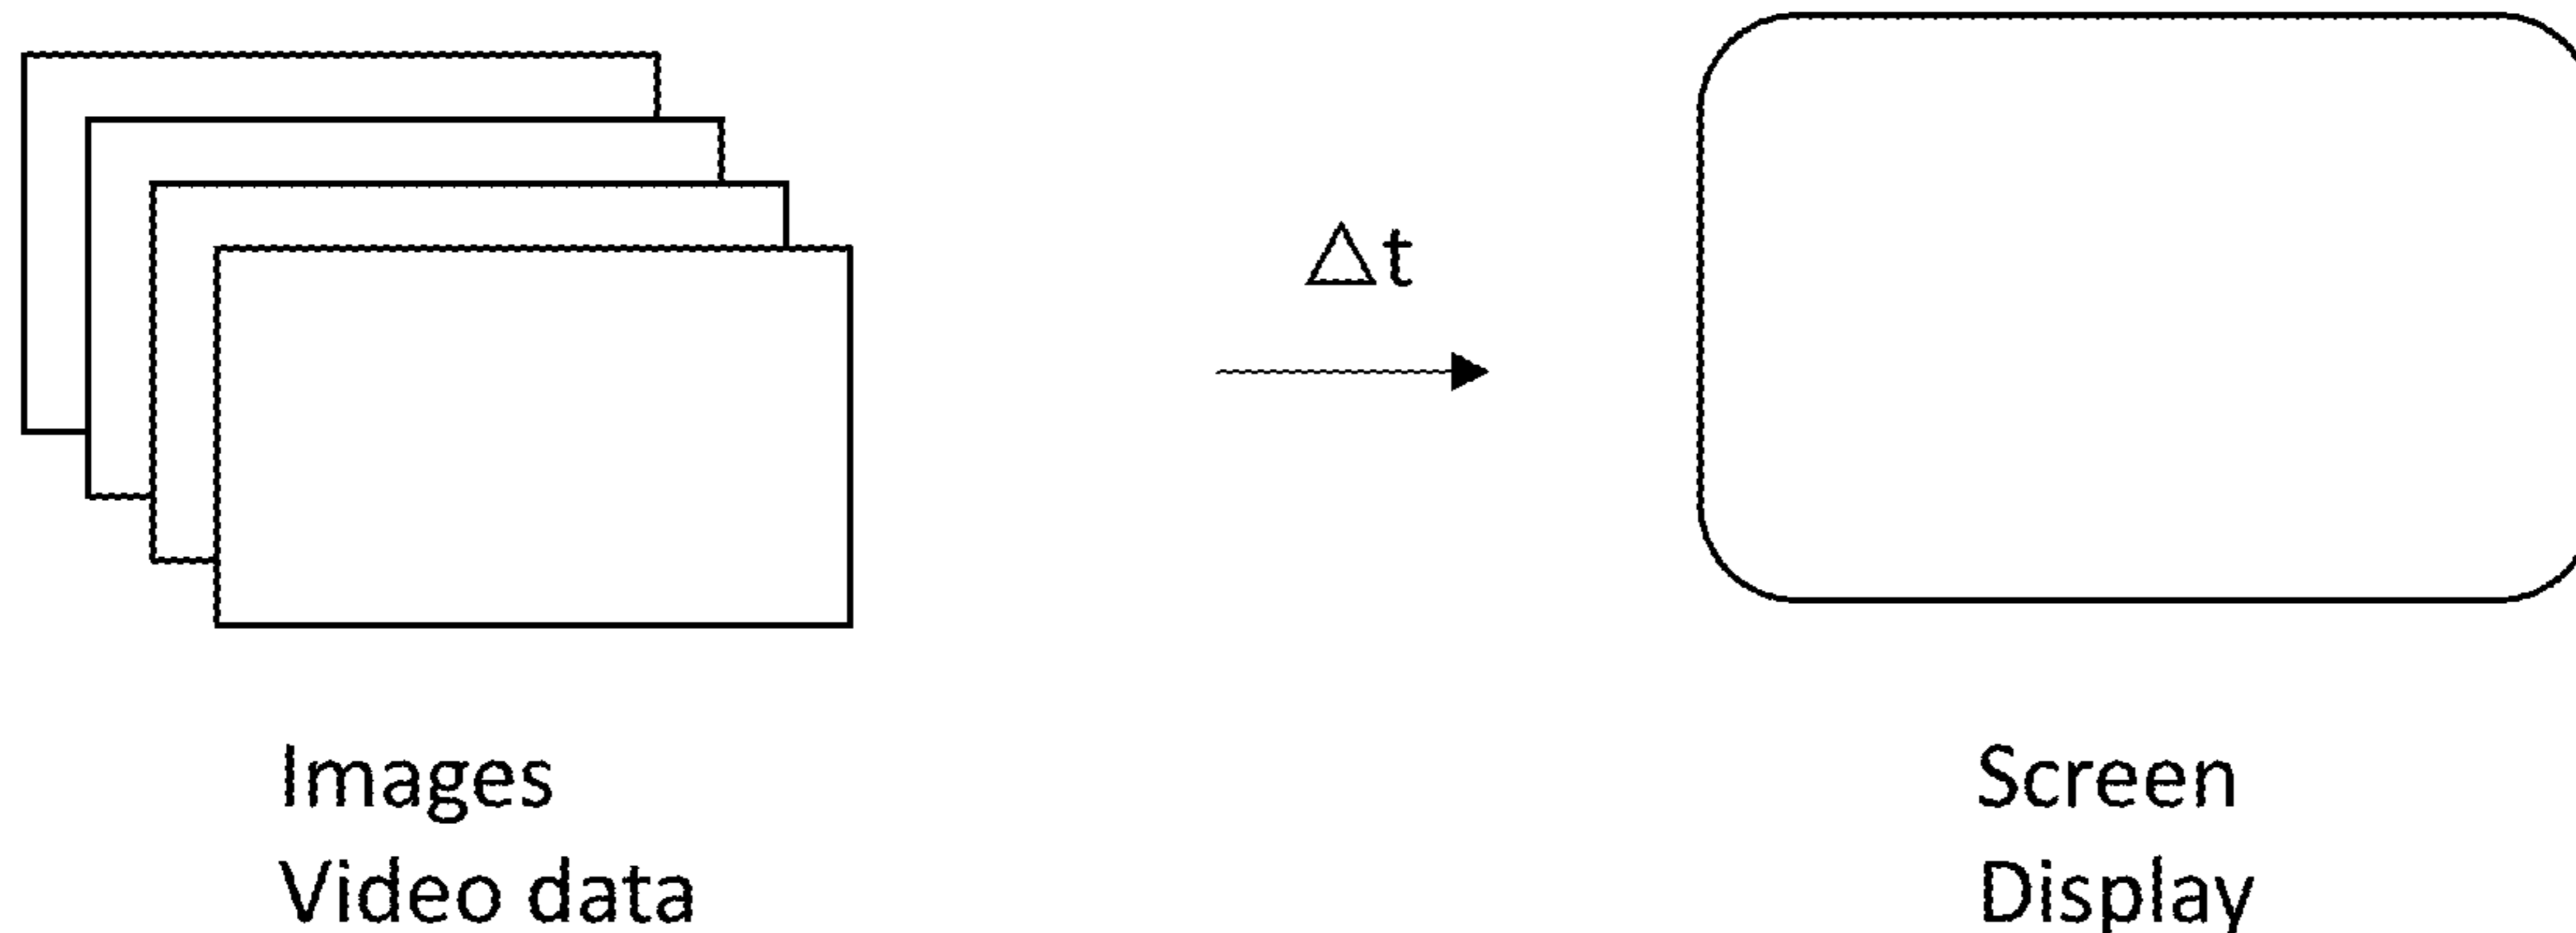 Δt
Images
Video data
Screen
Display